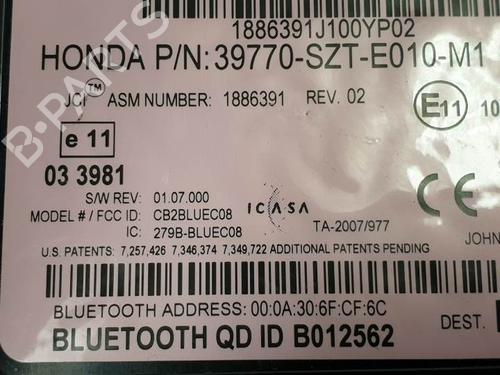 1886391J100YP02
HONDA P/N: 39770-SZT-E010-M1
JCI™ ASM NUMBER: 1886391 REV. 02
E11 10
e 11
03 3981
S/W REV: 01.07.000
MODEL # / FCC ID: CB2BLUEC08
IC: 279B-BLUEC08
ICASA
TA-2007/977
CE
JOHN
U.S. PATENTS: 7,257,426 7,346,374 7,349,722 ADDITIONAL PATENTS PENDING
BLUETOOTH ADDRESS: 00:0A:30:6F:CF:6C
BLUETOOTH QD ID B012562
DEST.
B-PARTS